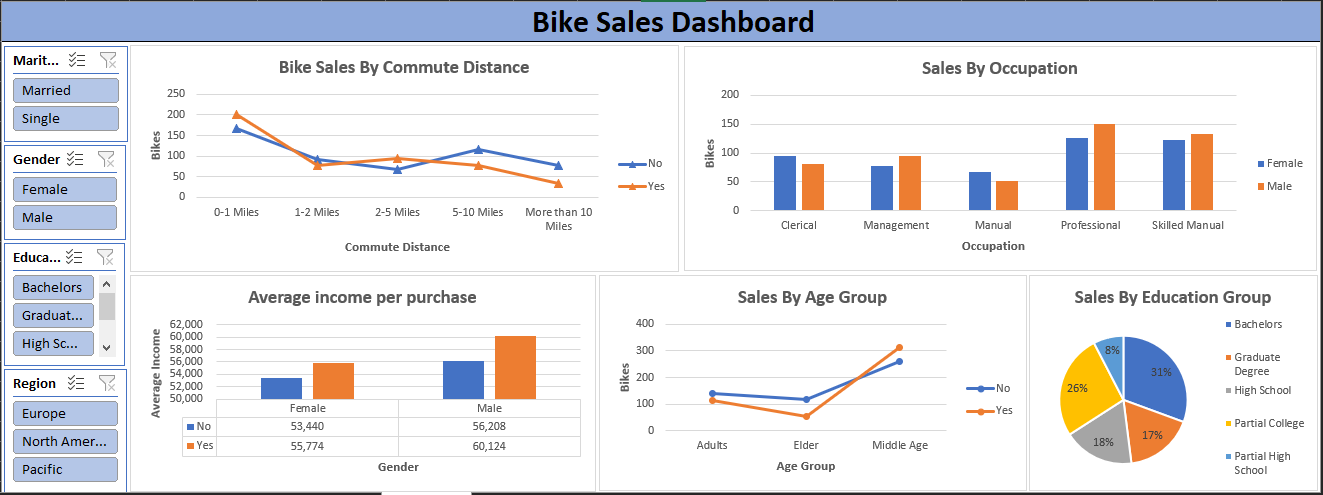 Bike Sales Dashboard
Marit...
Married
Single
Gender
Female
Male
Educa...
Bachelors
Graduat...
High Sc...
Region
Europe
North Amer...
Pacific
Bike Sales By Commute Distance
Bikes
250
200
150
100
50
0
0-1 Miles 1-2 Miles 2-5 Miles 5-10 Miles More than 10
Miles
Commute Distance
No
Yes
Sales By Occupation
Bikes
200
150
100
50
0
Clerical Management Manual Professional Skilled Manual
Occupation
Female
Male
Average income per purchase
Average Income
62,000
60,000
58,000
56,000
54,000
52,000
50,000
Female Male
No 53,440 56,208
Yes 55,774 60,124
Gender
Sales By Age Group
Bikes
400
300
200
100
0
Adults Elder Middle Age
Age Group
No
Yes
Sales By Education Group
8%
31%
26%
17%
18%
Bachelors
Graduate
Degree
High School
Partial College
Partial High
School